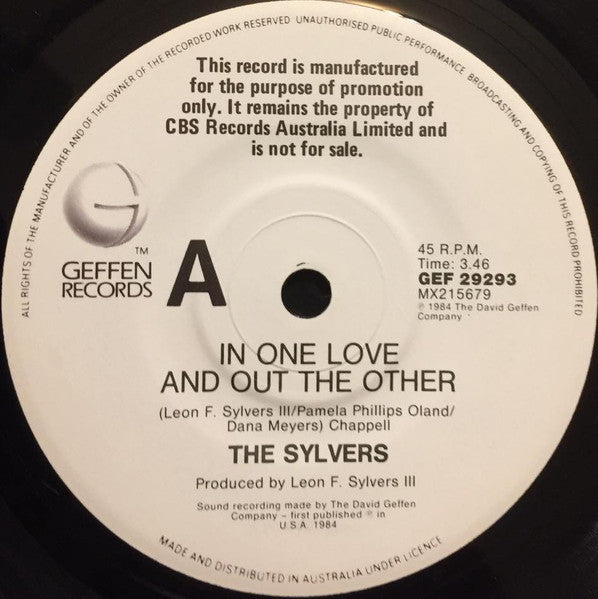 ALL RIGHTS OF THE MANUFACTURER AND OF THE OWNER OF THE RECORDED WORK RESERVED UNAUTHORISED PUBLIC PERFORMANCE BROADCASTING AND COPYING OF THIS RECORD PROHIBITED
This record is manufactured
for the purpose of promotion
only. It remains the property of
CBS Records Australia Limited and
is not for sale.
G
TM
GEFFEN
RECORDS
A
45 R.P.M.
Time: 3.46
GEF 29293
MX215679
℗ 1984 The David Geffen
Company
IN ONE LOVE
AND OUT THE OTHER
(Leon F. Sylvers III/Pamela Phillips Oland/
Dana Meyers) Chappell
THE SYLVERS
Produced by Leon F. Sylvers III
Sound recording made by The David Geffen
Company – first published ℗ in
U.S.A. 1984
MADE AND DISTRIBUTED IN AUSTRALIA UNDER LICENCE